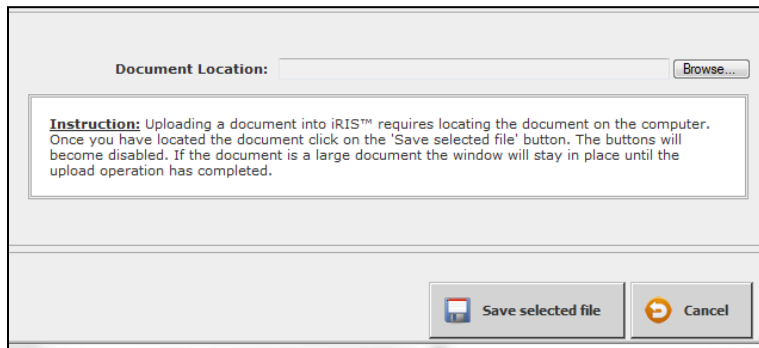 Document Location: Browse...
Instruction: Uploading a document into iRIS™ requires locating the document on the computer.
Once you have located the document click on the 'Save selected file' button. The buttons will
become disabled. If the document is a large document the window will stay in place until the
upload operation has completed.
Save selected file Cancel